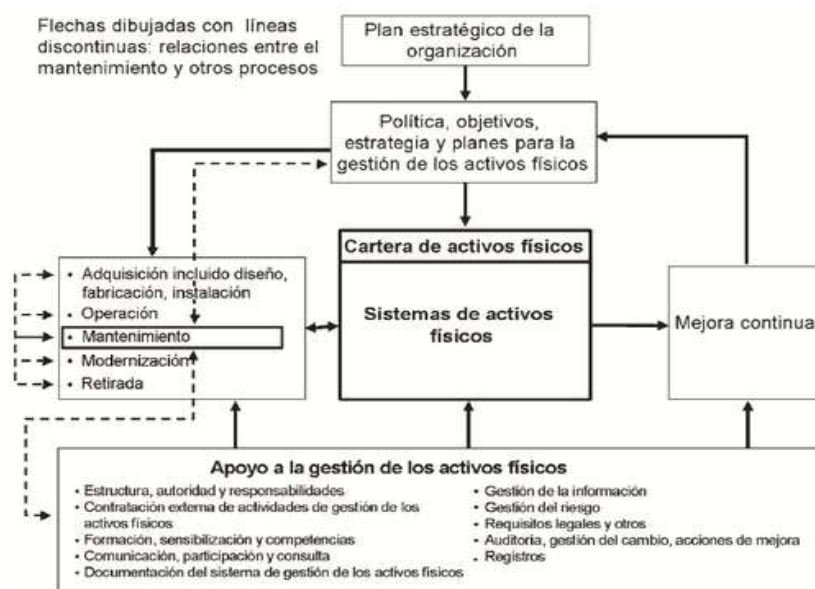 Flechas dibujadas con líneas
discontinuas: relaciones entre el
mantenimiento y otros procesos
Plan estratégico de la
organización
Política, objetivos,
estrategia y planes para la
gestión de los activos físicos
Cartera de activos físicos
Sistemas de activos
físicos
• Adquisición incluido diseño,
fabricación, instalación
• Operación
• Mantenimiento
• Modernización
• Retirada
Mejora continua
Apoyo a la gestión de los activos físicos
• Estructura, autoridad y responsabilidades
• Contratación externa de actividades de gestión de los
activos físicos
• Formación, sensibilización y competencias
• Comunicación, participación y consulta
• Documentación del sistema de gestión de los activos físicos
• Gestión de la información
• Gestión del riesgo
• Requisitos legales y otros
• Auditoria, gestión del cambio, acciones de mejora
• Registros